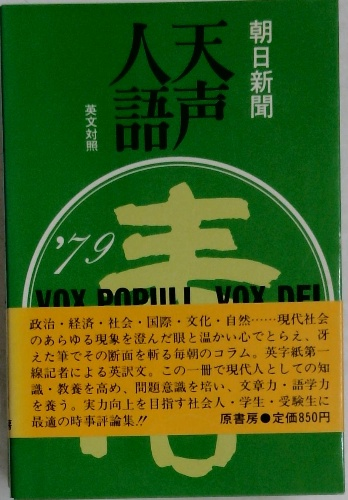 朝日新聞
天声
人語
英文対照
'79
VOX POPULI, VOX DEI
政治・経済・社会・国際・文化・自然……現代社会
のあらゆる現象を澄んだ眼と温かい心でとらえ、冴
えた筆でその断面を斬る毎朝のコラム。英字紙第一
線記者による英訳文。この一冊で現代人としての知
識・教養を高め、問題意識を培い、文章力・語学力
を養う。実力向上を目指す社会人・学生・受験生に
最適の時事評論集!!
原書房●定価850円